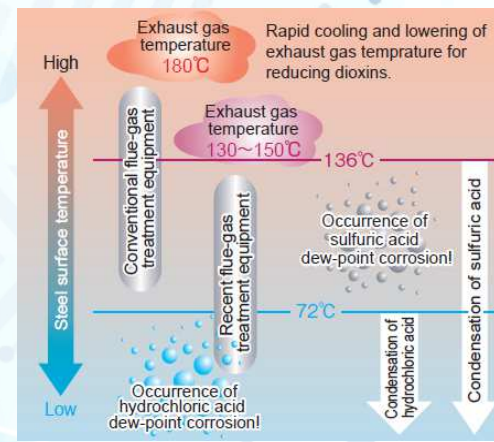 Exhaust gas
temperature
180℃
Rapid cooling and lowering of
exhaust gas temprature for
reducing dioxins.
High
Exhaust gas
temperature
130～150℃
136℃
Steel surface temperature
Conventional flue-gas
treatment equipment
Recent flue-gas
treatment equipment
Occurrence of
sulfuric acid
dew-point corrosion!
72℃
Condensation of
hydrochloric acid
Condensation of sulfuric acid
Occurrence of
hydrochloric acid
dew-point corrosion!
Low